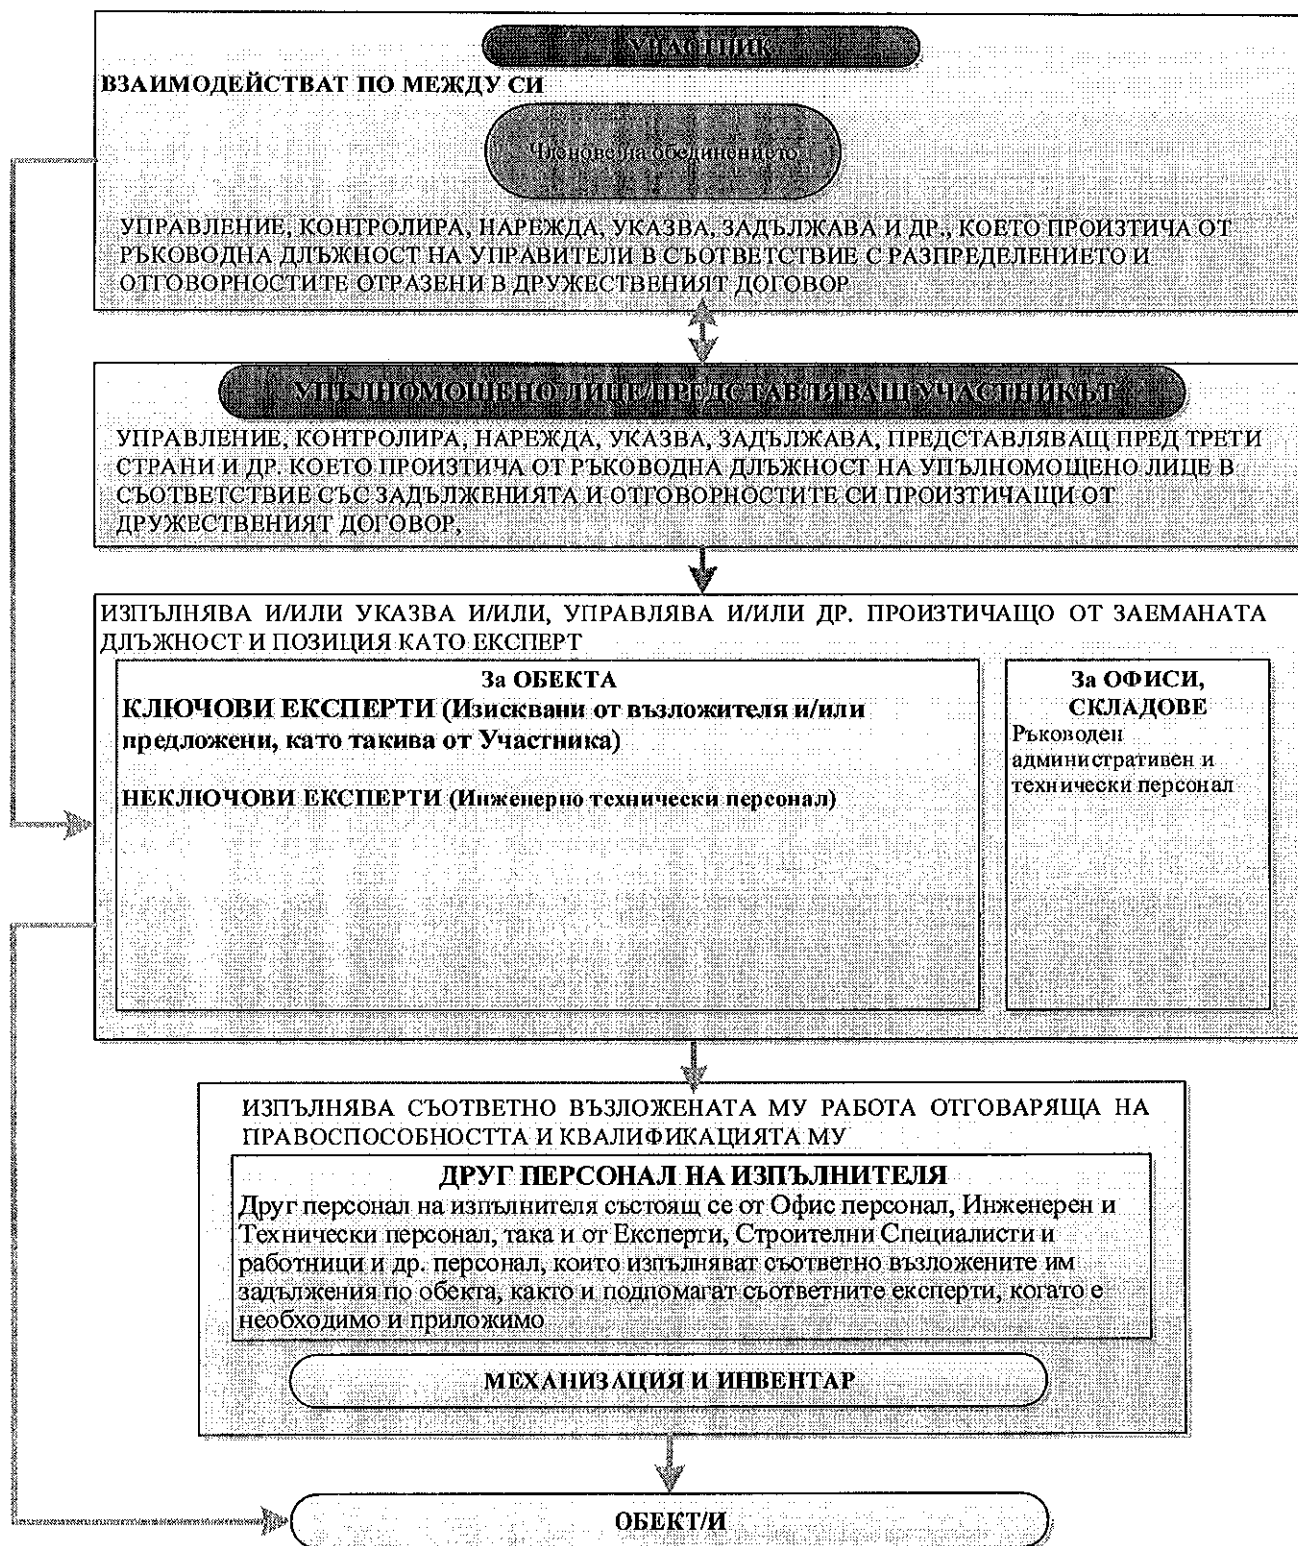 УЧАСТНИК
ВЗАИМОДЕЙСТВАТ ПО МЕЖДУ СИ
Членове на обединението
УПРАВЛЕНИЕ, КОНТРОЛИРА, НАРЕЖДА, УКАЗВА, ЗАДЪЛЖАВА И ДР., КОЕТО ПРОИЗТИЧА ОТ
РЪКОВОДНА ДЛЪЖНОСТ НА УПРАВИТЕЛИ В СЪОТВЕТСТВИЕ С РАЗПРЕДЕЛЕНИЕТО И
ОТГОВОРНОСТИТЕ ОТРАЗЕНИ В ДРУЖЕСТВЕНИЯТ ДОГОВОР
УПЪЛНОМОЩЕНО ЛИЦЕ/ПРЕДСТАВЛЯВАЩ УЧАСТНИКЪТ
УПРАВЛЕНИЕ, КОНТРОЛИРА, НАРЕЖДА, УКАЗВА, ЗАДЪЛЖАВА, ПРЕДСТАВЛЯВАЩ ПРЕД ТРЕТИ
СТРАНИ И ДР. КОЕТО ПРОИЗТИЧА ОТ РЪКОВОДНА ДЛЪЖНОСТ НА УПЪЛНОМОЩЕНО ЛИЦЕ В
СЪОТВЕТСТВИЕ СЪС ЗАДЪЛЖЕНИЯТА И ОТГОВОРНОСТИТЕ СИ ПРОИЗТИЧАЩИ ОТ
ДРУЖЕСТВЕНИЯТ ДОГОВОР,
ИЗПЪЛНЯВА И/ИЛИ УКАЗВА И/ИЛИ, УПРАВЛЯВА И/ИЛИ ДР. ПРОИЗТИЧАЩО ОТ ЗАЕМАНАТА
ДЛЪЖНОСТ И ПОЗИЦИЯ КАТО ЕКСПЕРТ
За ОБЕКТА
КЛЮЧОВИ ЕКСПЕРТИ (Изисквани от възложителя и/или
предложени, като такива от Участника)
НЕКЛЮЧОВИ ЕКСПЕРТИ (Инженерно технически персонал)
За ОФИСИ,
СКЛАДОВЕ
Ръководен
административен и
технически персонал
ИЗПЪЛНЯВА СЪОТВЕТНО ВЪЗЛОЖЕНАТА МУ РАБОТА ОТГОВАРЯЩА НА
ПРАВОСПОСОБНОСТТА И КВАЛИФИКАЦИЯТА МУ
ДРУГ ПЕРСОНАЛ НА ИЗПЪЛНИТЕЛЯ
Друг персонал на изпълнителя състоящ се от Офис персонал, Инженерен и
Технически персонал, така и от Експерти, Строителни Специалисти и
работници и др. персонал, които изпълняват съответно възложените им
задължения по обекта, както и подпомагат съответните експерти, когато е
необходимо и приложимо
МЕХАНИЗАЦИЯ И ИНВЕНТАР
ОБЕКТ/И